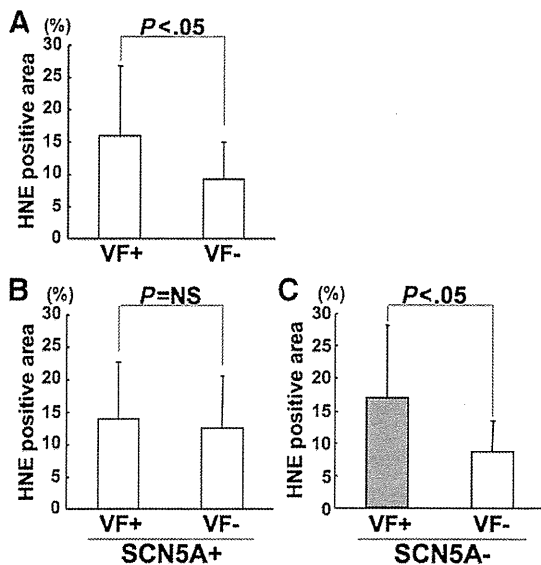 A (%) P<.05
HNE positive area
30
25
20
15
10
5
0
VF+ VF-
B (%) P=NS
HNE positive area
30
25
20
15
10
5
0
VF+ VF-
SCN5A+
C (%) P<.05
HNE positive area
30
25
20
15
10
5
0
VF+ VF-
SCN5A-